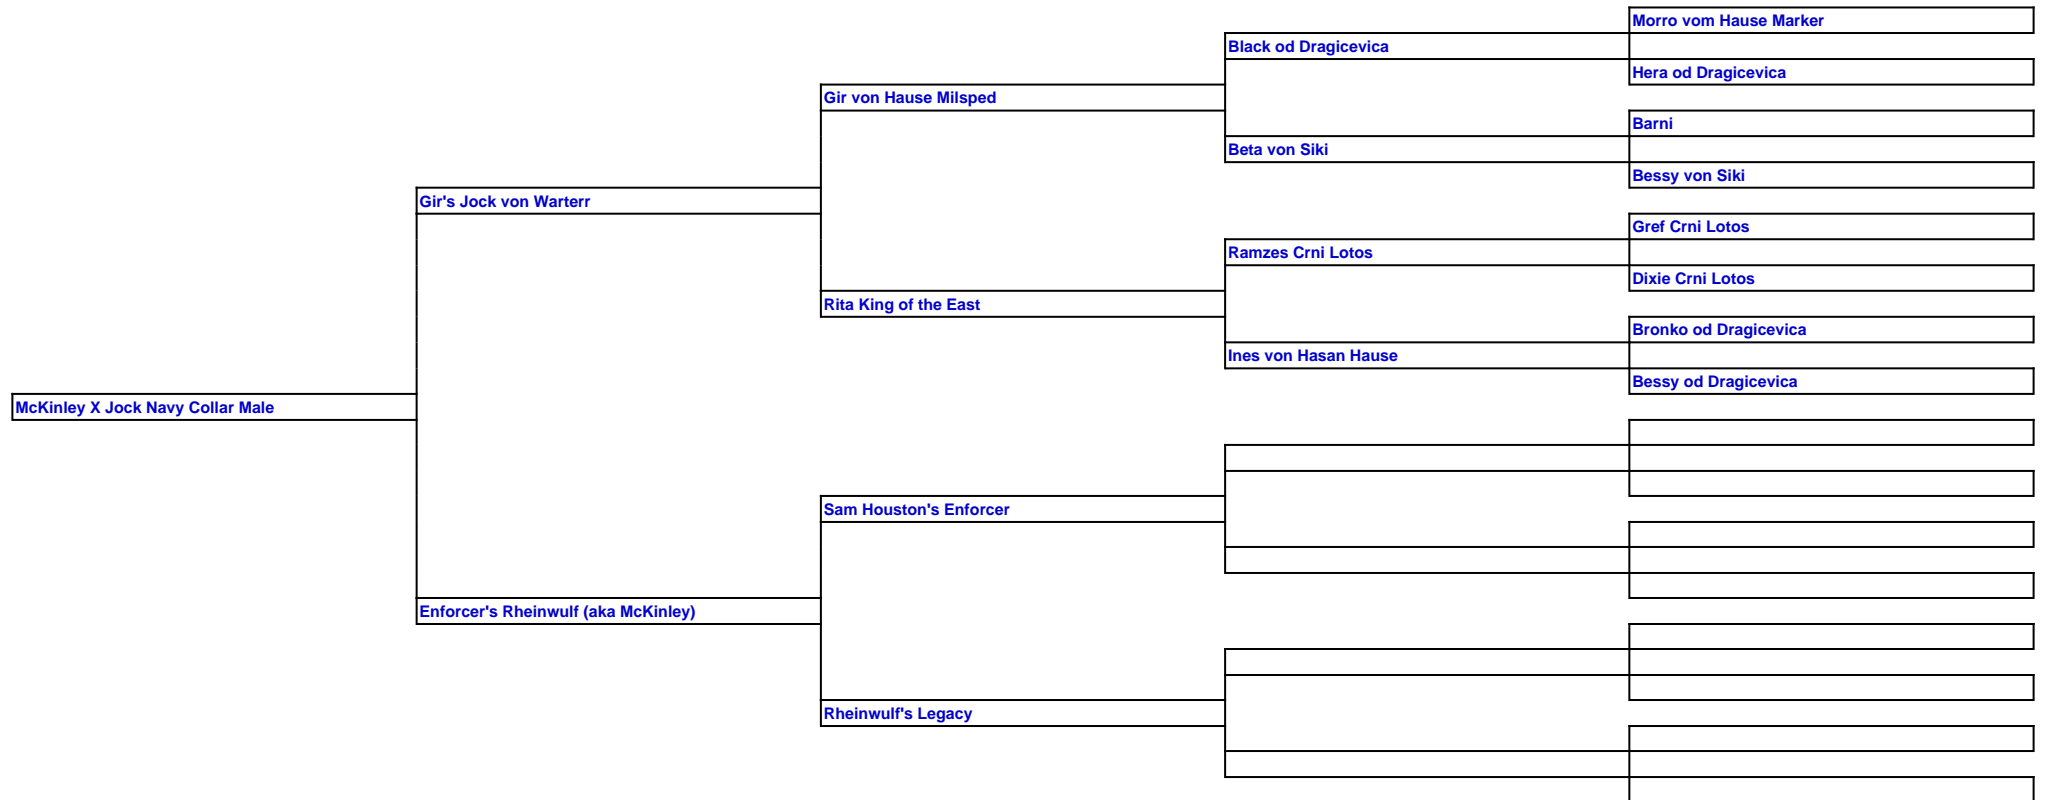 Morro vom Hause Marker
Black od Dragicevica
Hera od Dragicevica
Gir von Hause Milsped
Barni
Beta von Siki
Bessy von Siki
Gir's Jock von Warterr
Gref Crni Lotos
Ramzes Crni Lotos
Dixie Crni Lotos
Rita King of the East
Bronko od Dragicevica
Ines von Hasan Hause
Bessy od Dragicevica
McKinley X Jock Navy Collar Male
Sam Houston's Enforcer
Enforcer's Rheinwulf (aka McKinley)
Rheinwulf's Legacy